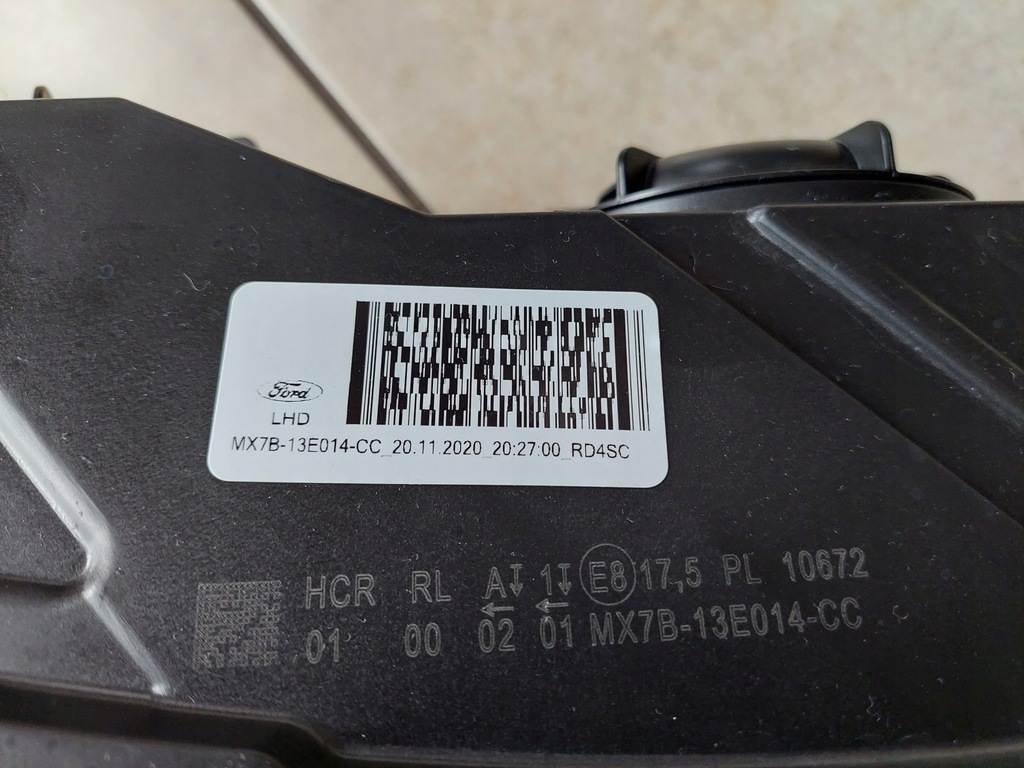 Ford
LHD
MX7B-13E014-CC_20.11.2020_20:27:00_RD4SC
HCR RL A 1 E8 17,5 PL 10672
01 00 02 01 MX7B-13E014-CC